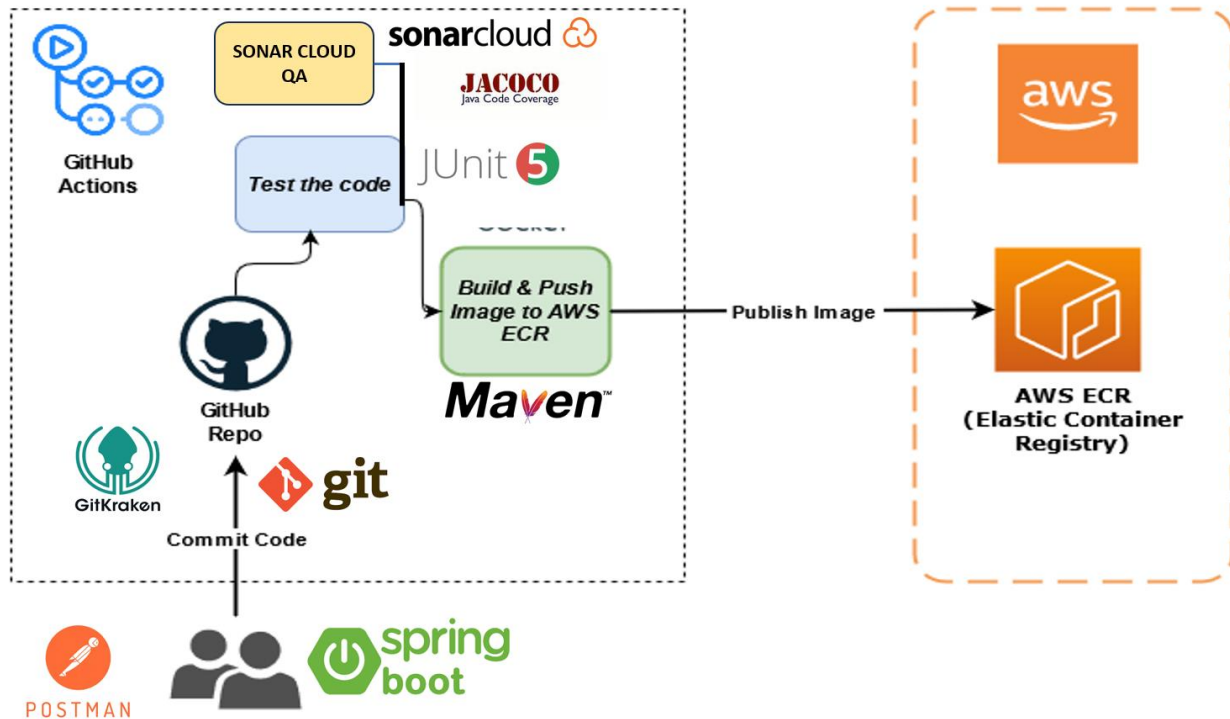 SONAR CLOUD
QA
sonarcloud
JACOCO
Java Code Coverage
aws
GitHub
Actions
Test the code
JUnit 5
Build & Push
Image to AWS
ECR
Publish Image
Maven™
AWS ECR
(Elastic Container
Registry)
GitHub
Repo
GitKraken
git
Commit Code
spring
boot
POSTMAN